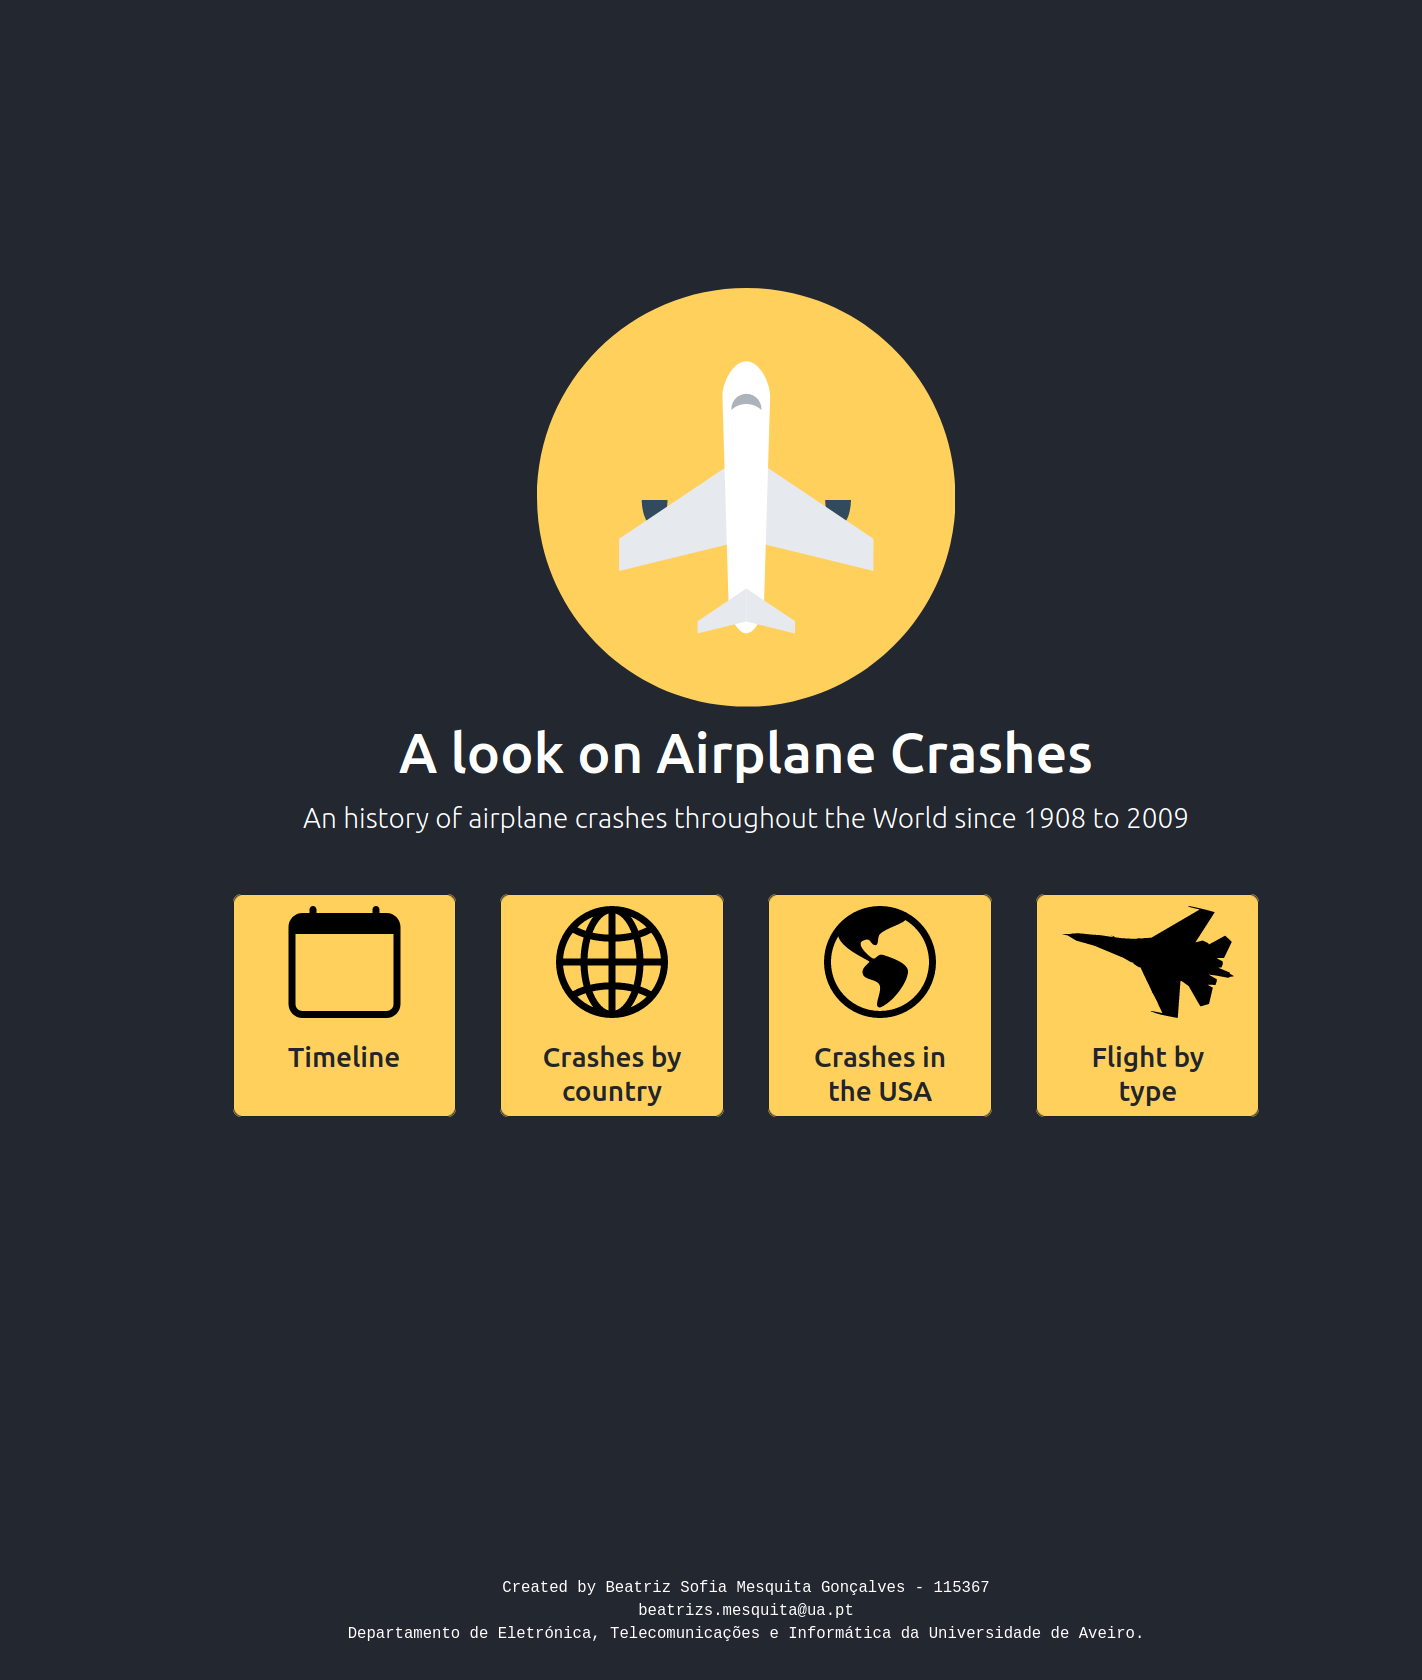 A look on Airplane Crashes
An history of airplane crashes throughout the World since 1908 to 2009
Timeline
Crashes by
country
Crashes in
the USA
Flight by
type
Created by Beatriz Sofia Mesquita Gonçalves - 115367
beatrizs.mesquita@ua.pt
Departamento de Eletrónica, Telecomunicações e Informática da Universidade de Aveiro.